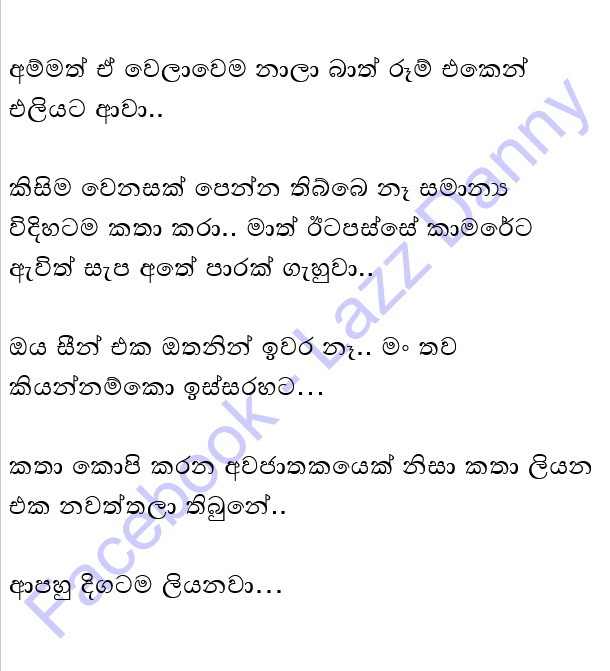 අම්මත් ඒ වෙලාවෙම නාලා බාත් රූම් එකෙන්
එලියට ආවා..
කිසිම වෙනසක් පෙන්න තිබ්බෙ නෑ සමාන්‍ය
විදිහටම කතා කරා.. මාත් ඊටපස්සේ කාමරේට
ඇවිත් සැප අතේ පාරක් ගැහුවා..
ඔය සීන් එක ඔතනින් ඉවර නෑ.. මං තව
කියන්නම්කො ඉස්සරහට...
කතා කොපි කරන අවජාතකයෙක් නිසා කතා ලියන
එක නවත්තලා තිබුනේ..
ආපහු දිගටම ලියනවා...
Facebook - Lazz Danny